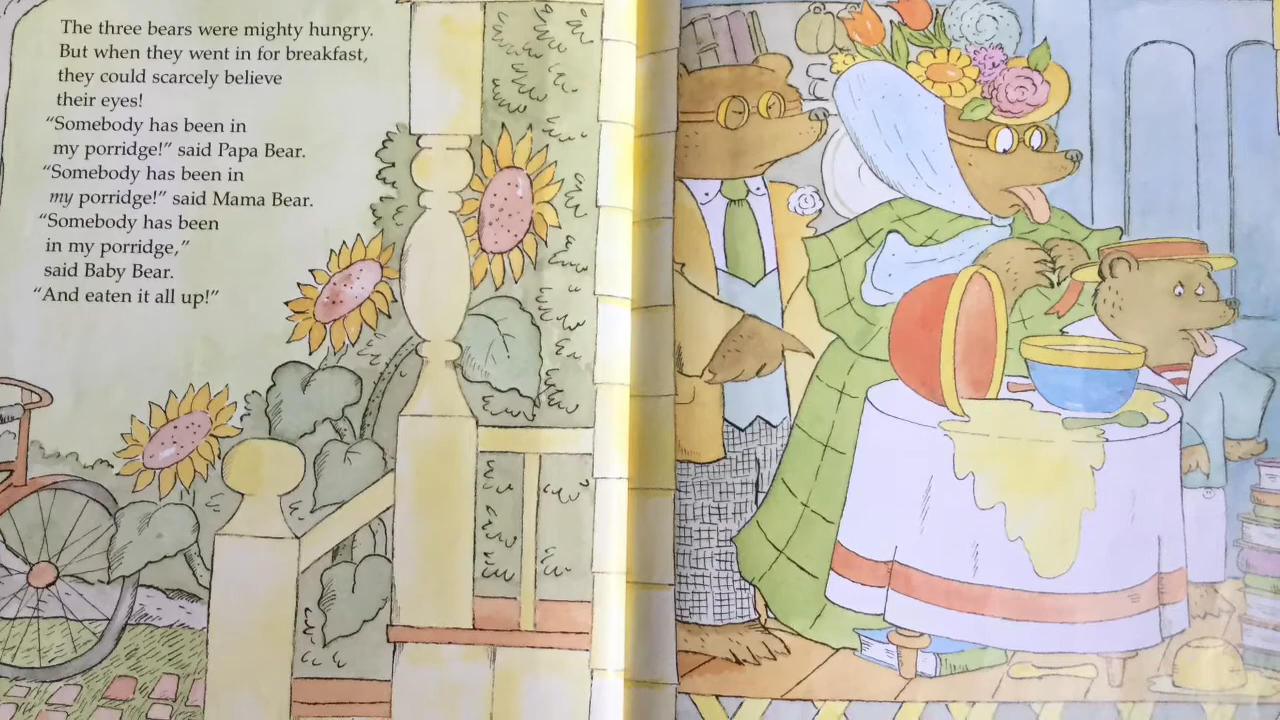 The three bears were mighty hungry.
But when they went in for breakfast,
they could scarcely believe
their eyes!
“Somebody has been in
my porridge!” said Papa Bear.
“Somebody has been in
my porridge!” said Mama Bear.
“Somebody has been
in my porridge,”
said Baby Bear.
“And eaten it all up!”